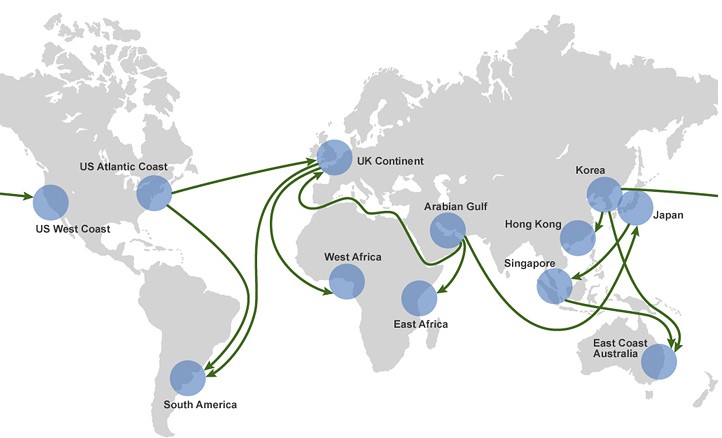 US Atlantic Coast
UK Continent
US West Coast
Korea
Japan
Arabian Gulf
Hong Kong
Singapore
West Africa
East Africa
East Coast
Australia
South America